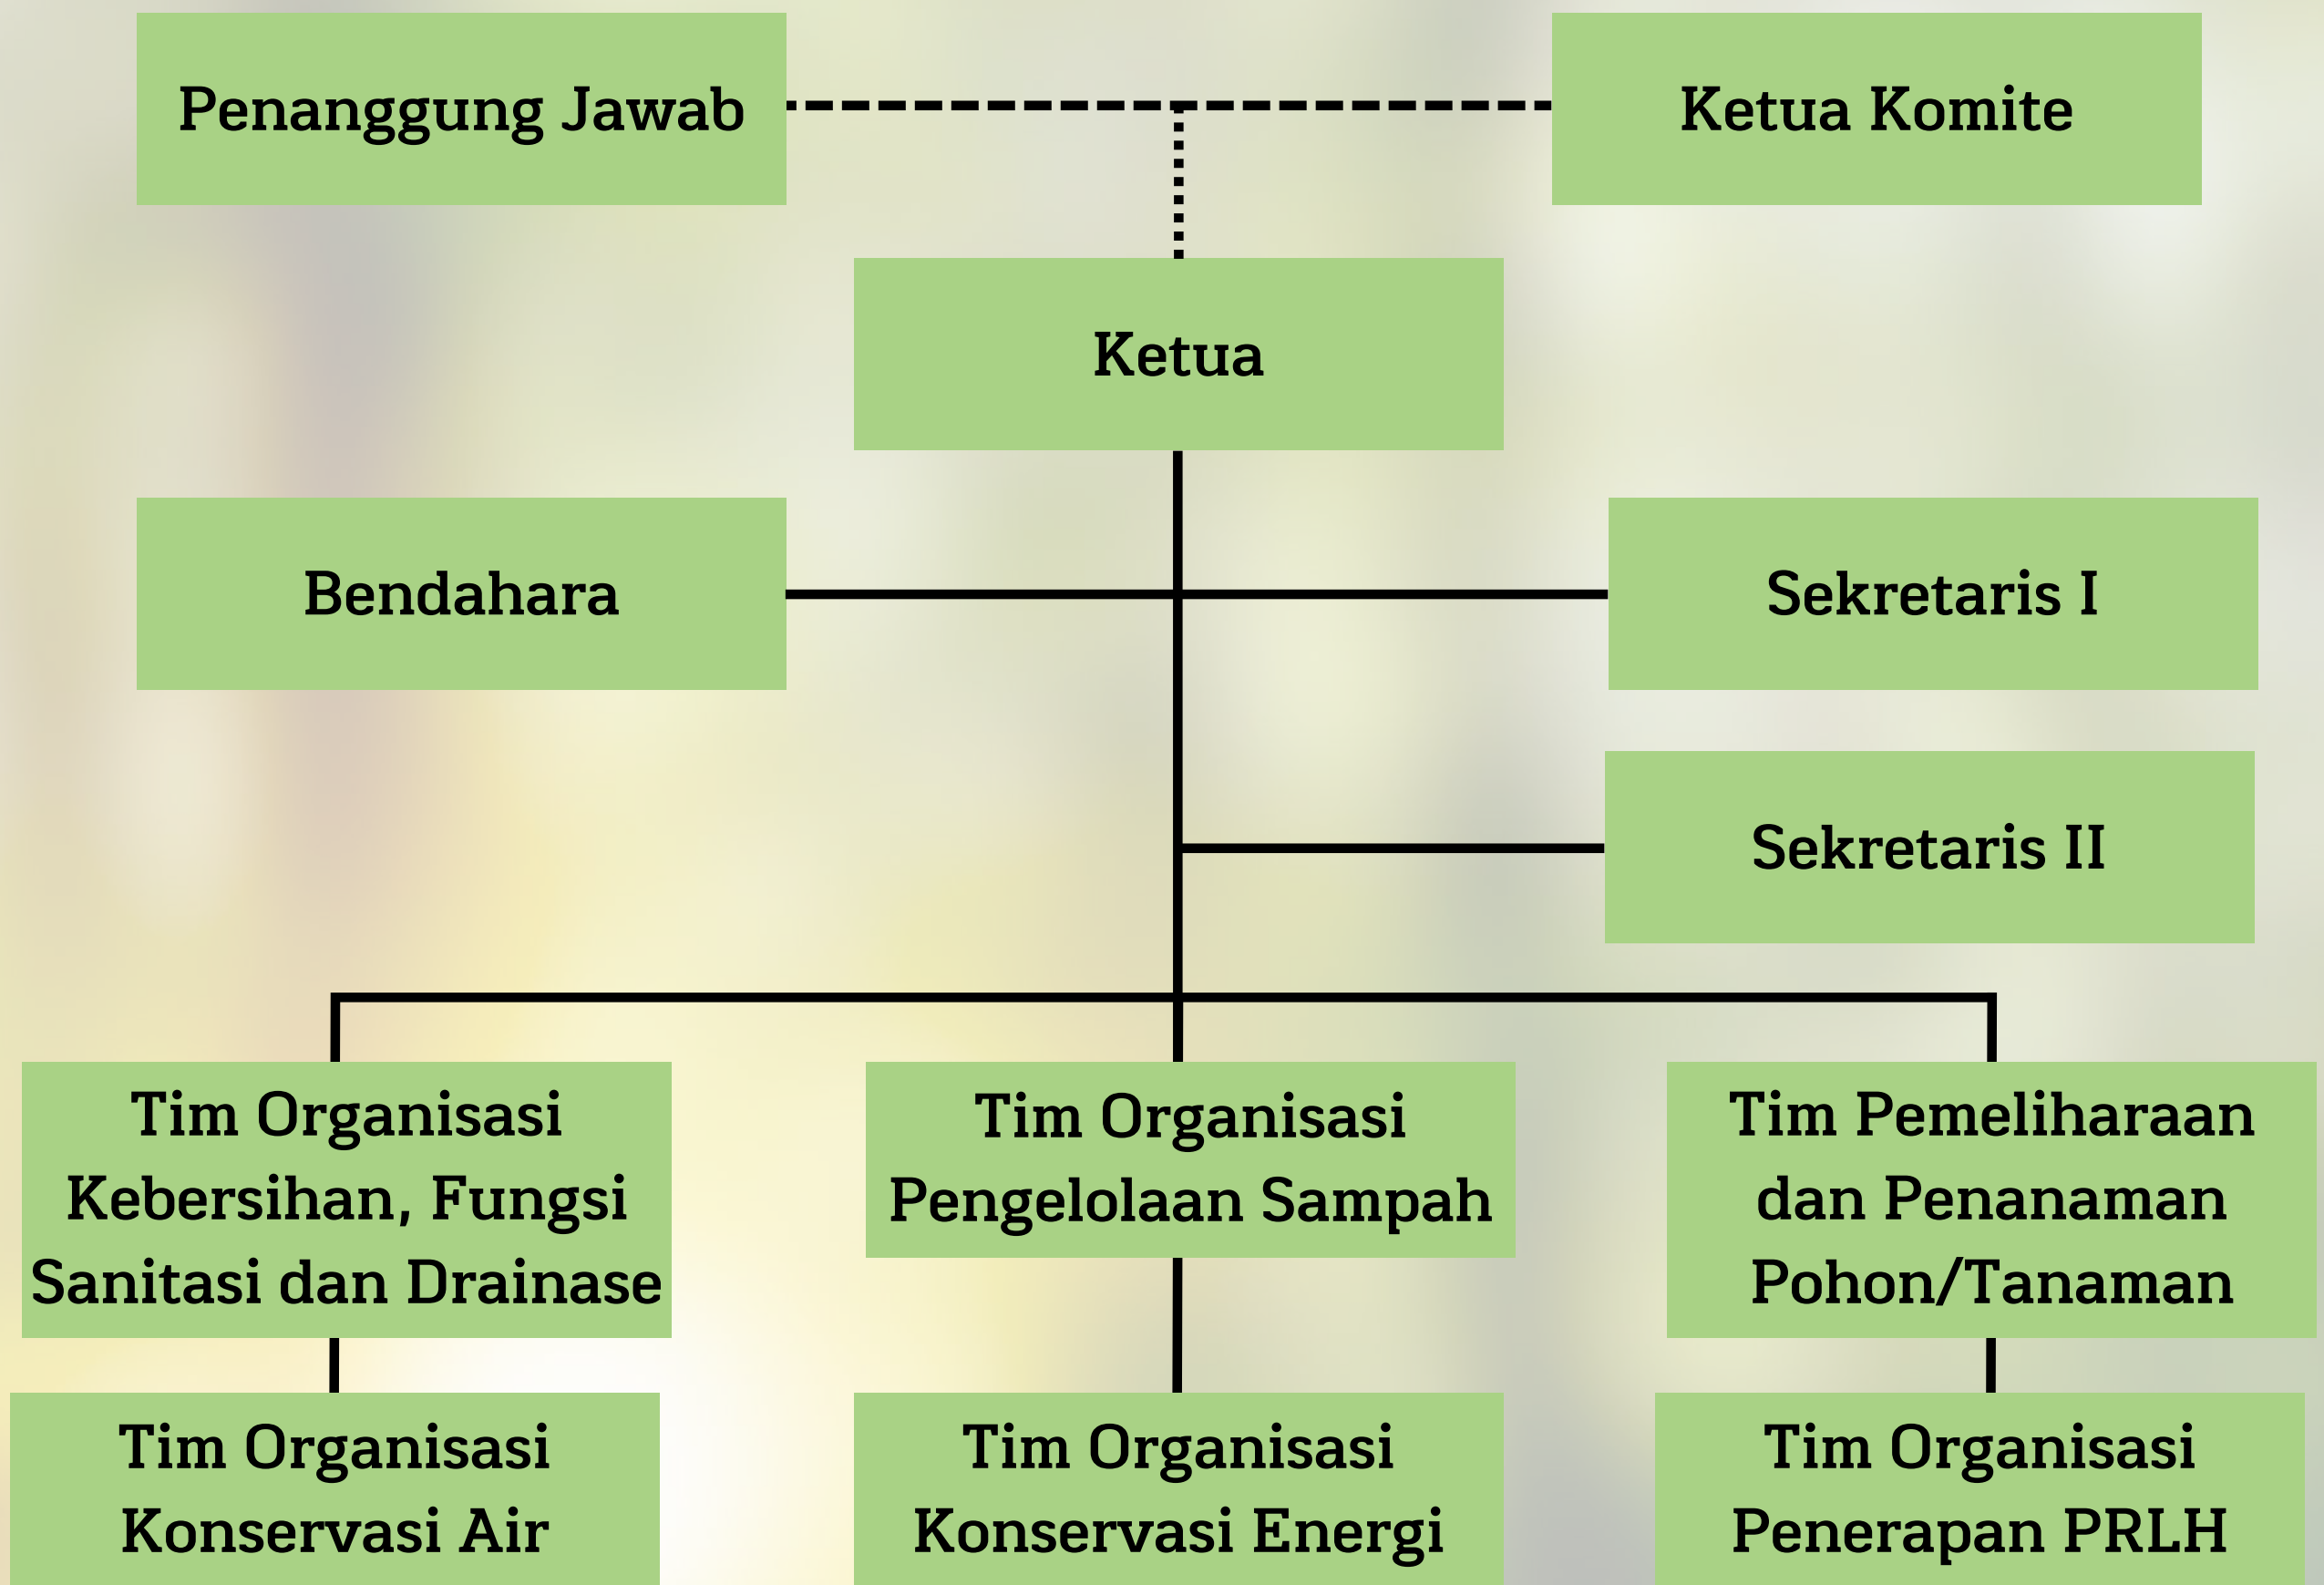 Penanggung Jawab
Ketua Komite
Ketua
Bendahara
Sekretaris I
Sekretaris II
Tim Organisasi
Kebersihan, Fungsi
Sanitasi dan Drainase
Tim Organisasi
Pengelolaan Sampah
Tim Pemeliharaan
dan Penanaman
Pohon/Tanaman
Tim Organisasi
Konservasi Air
Tim Organisasi
Konservasi Energi
Tim Organisasi
Penerapan PRLH